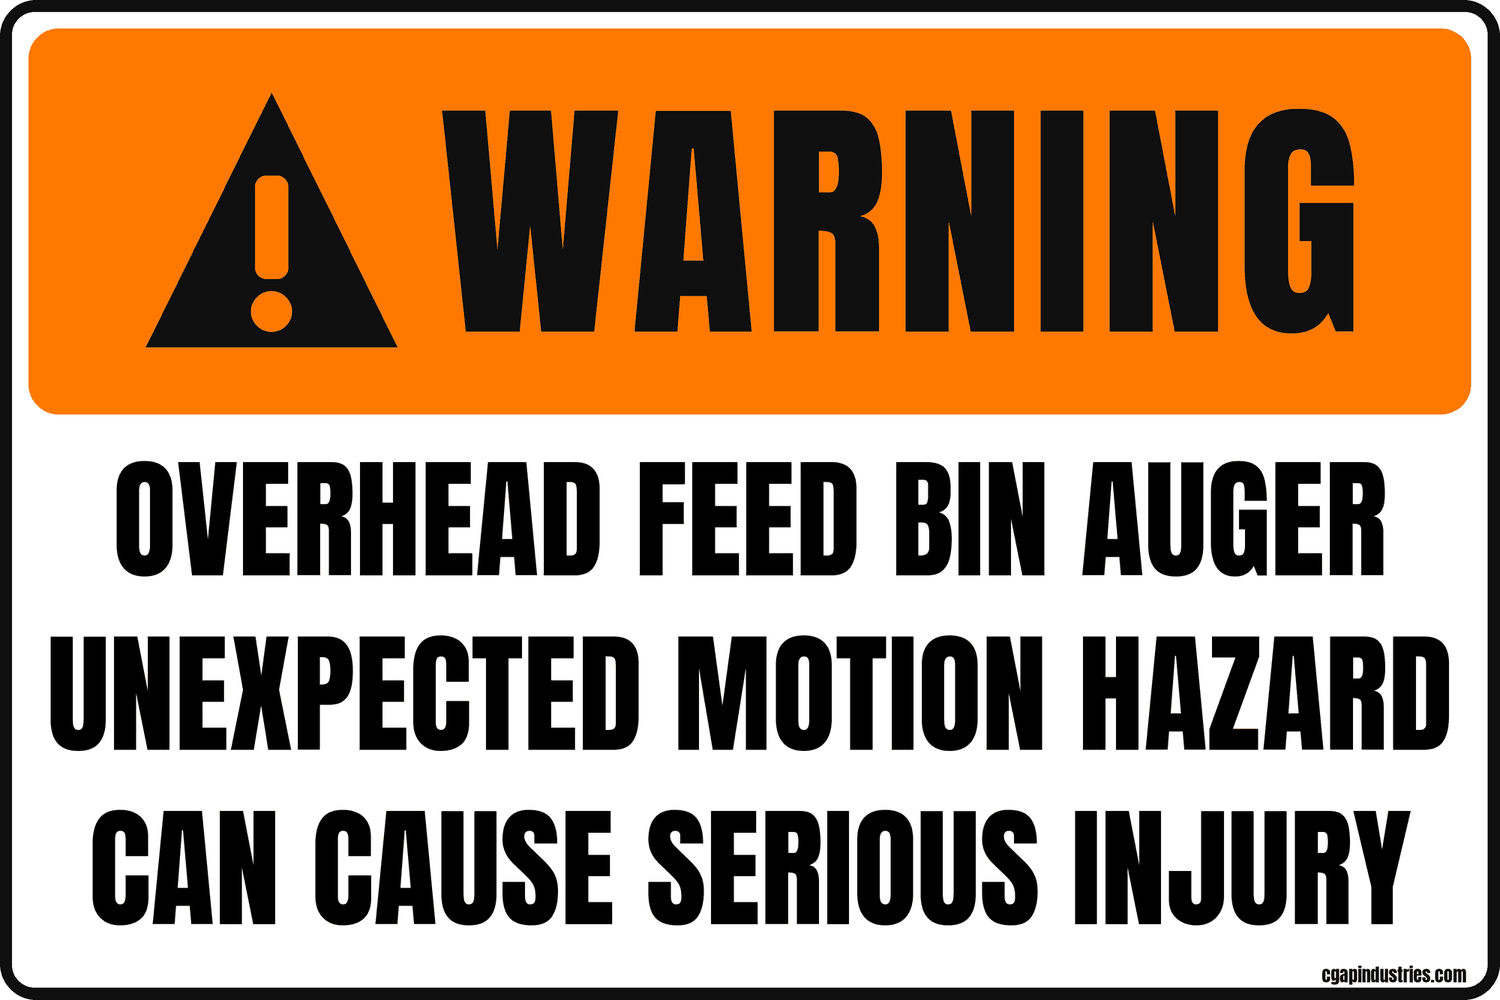 WARNING
OVERHEAD FEED BIN AUGER
UNEXPECTED MOTION HAZARD
CAN CAUSE SERIOUS INJURY
cgapindustries.com